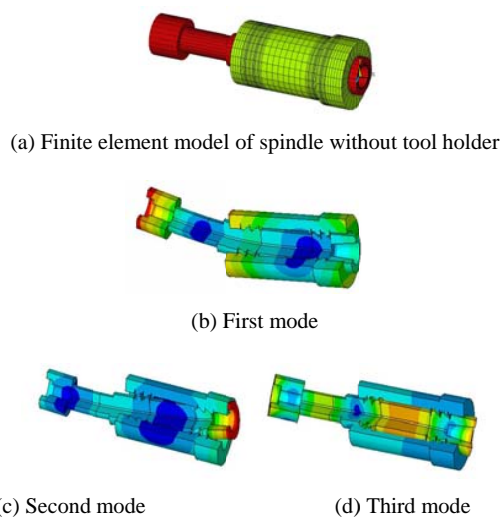 (a) Finite element model of spindle without tool holder
(b) First mode
(c) Second mode
(d) Third mode